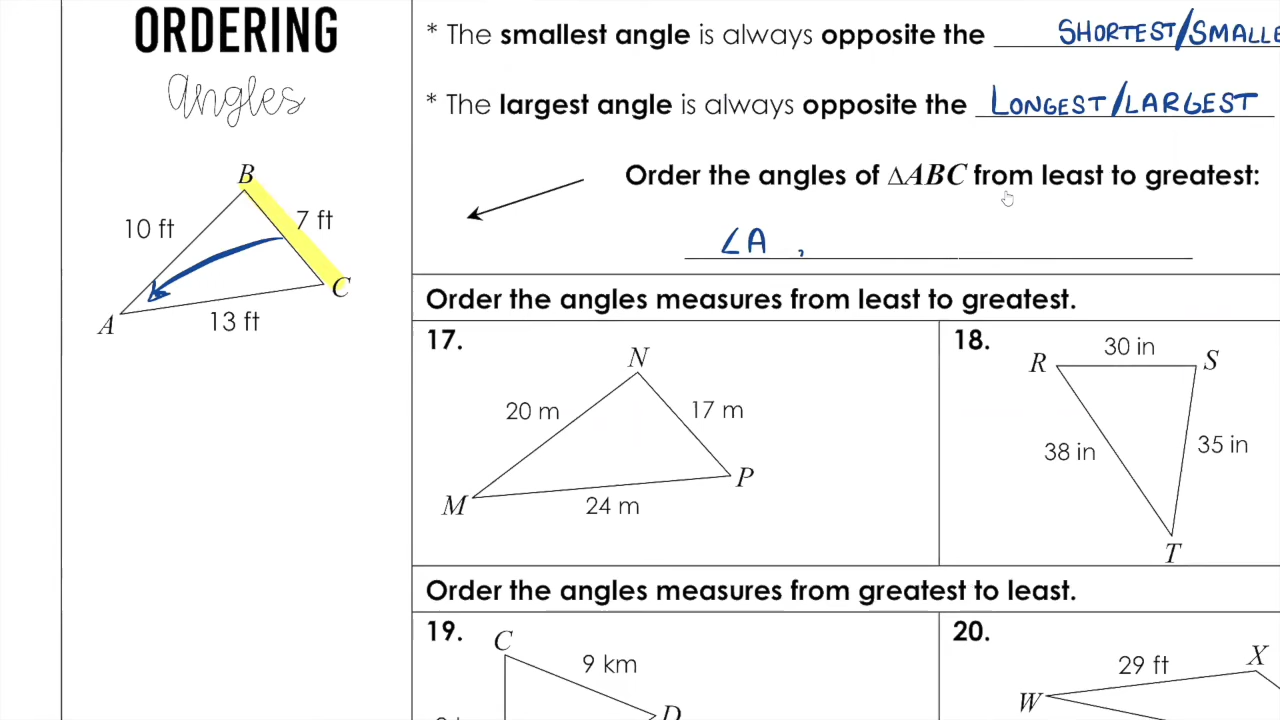 ORDERING
Angles
* The smallest angle is always opposite the SHORTEST/SMALLE
* The largest angle is always opposite the LONGEST/LARGEST
Order the angles of ∆ABC from least to greatest:
∠A ,
B
10 ft
7 ft
C
A
13 ft
Order the angles measures from least to greatest.
17.
N
20 m
17 m
P
M
24 m
18.
R
30 in
S
38 in
35 in
T
Order the angles measures from greatest to least.
19.
C
9 km
D
20.
29 ft
X
W